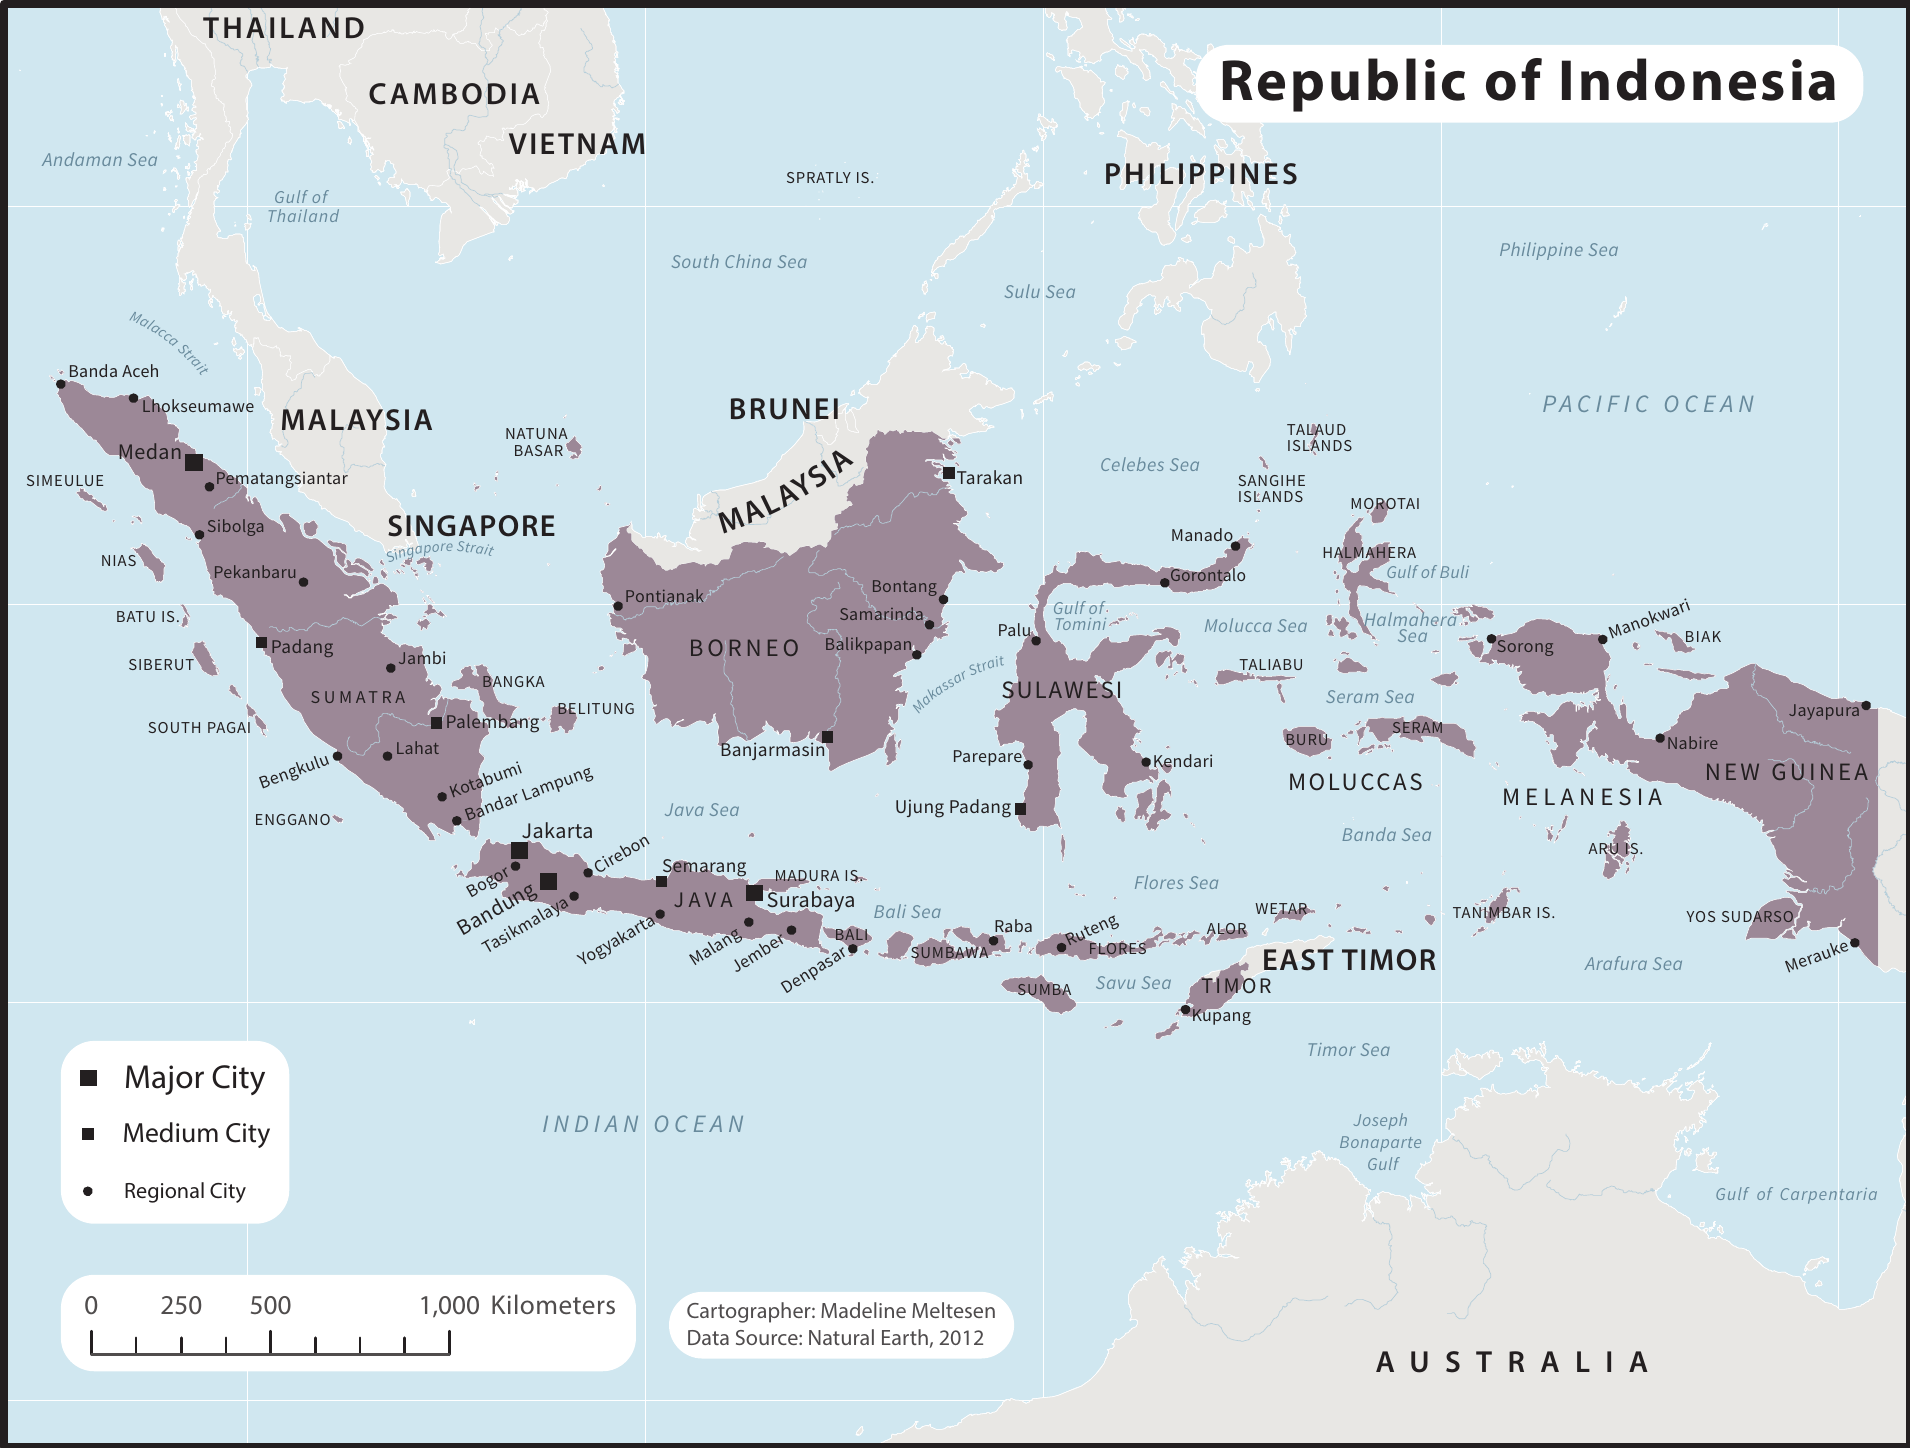 THAILAND
Republic of Indonesia
CAMBODIA
VIETNAM
Andaman Sea
PHILIPPINES
SPRATLY IS.
Gulf of
Thailand
Philippine Sea
South China Sea
Sulu Sea
Malacca Strait
Banda Aceh
Lhokseumawe
MALAYSIA
BRUNEI
PACIFIC OCEAN
NATUNA
BASAR
TALAUD
ISLANDS
Medan
Celebes Sea
Pematangsiantar
SIMEULUE
MALAYSIA
Tarakan
SANGIHE
ISLANDS
MOROTAI
Sibolga
SINGAPORE
Singapore Strait
Manado
HALMAHERA
NIAS
Pekanbaru
Gorontalo
Gulf of Buli
Bontang
Pontianak
BATU IS.
Samarinda
Gulf of
Tomini
Molucca Sea
Halmahera
Sea
Manokwari
Padang
BORNEO
Balikpapan
Palu
Sorong
BIAK
SIBERUT
Jambi
TALIABU
SUMATRA
BANGKA
Makassar Strait
SULAWESI
Seram Sea
BELITUNG
Jayapura
SOUTH PAGAI
Palembang
SERAM
BURU
Lahat
Banjarmasin
Nabire
Bengkulu
Parepare
Kendari
NEW GUINEA
Kotabumi
MOLUCCAS
MELANESIA
Bandar Lampung
ENGGANO
Java Sea
Ujung Padang
Banda Sea
Jakarta
ARU IS.
Cirebon
Semarang
MADURA IS.
Bogor
Flores Sea
Bandung
JAVA
Surabaya
Tasikmalaya
Bali Sea
WETAR
TANIMBAR IS.
YOS SUDARSO
Yogyakarta
Malang
Jember
BALI
Raba
Ruteng
ALOR
Denpasar
SUMBAWA
FLORES
EAST TIMOR
Arafura Sea
Merauke
SUMBA
Savu Sea
TIMOR
Kupang
Timor Sea
Major City
Medium City
Regional City
INDIAN OCEAN
Joseph
Bonaparte
Gulf
Gulf of Carpentaria
0 250 500 1,000 Kilometers
Cartographer: Madeline Meltesen
Data Source: Natural Earth, 2012
AUSTRALIA